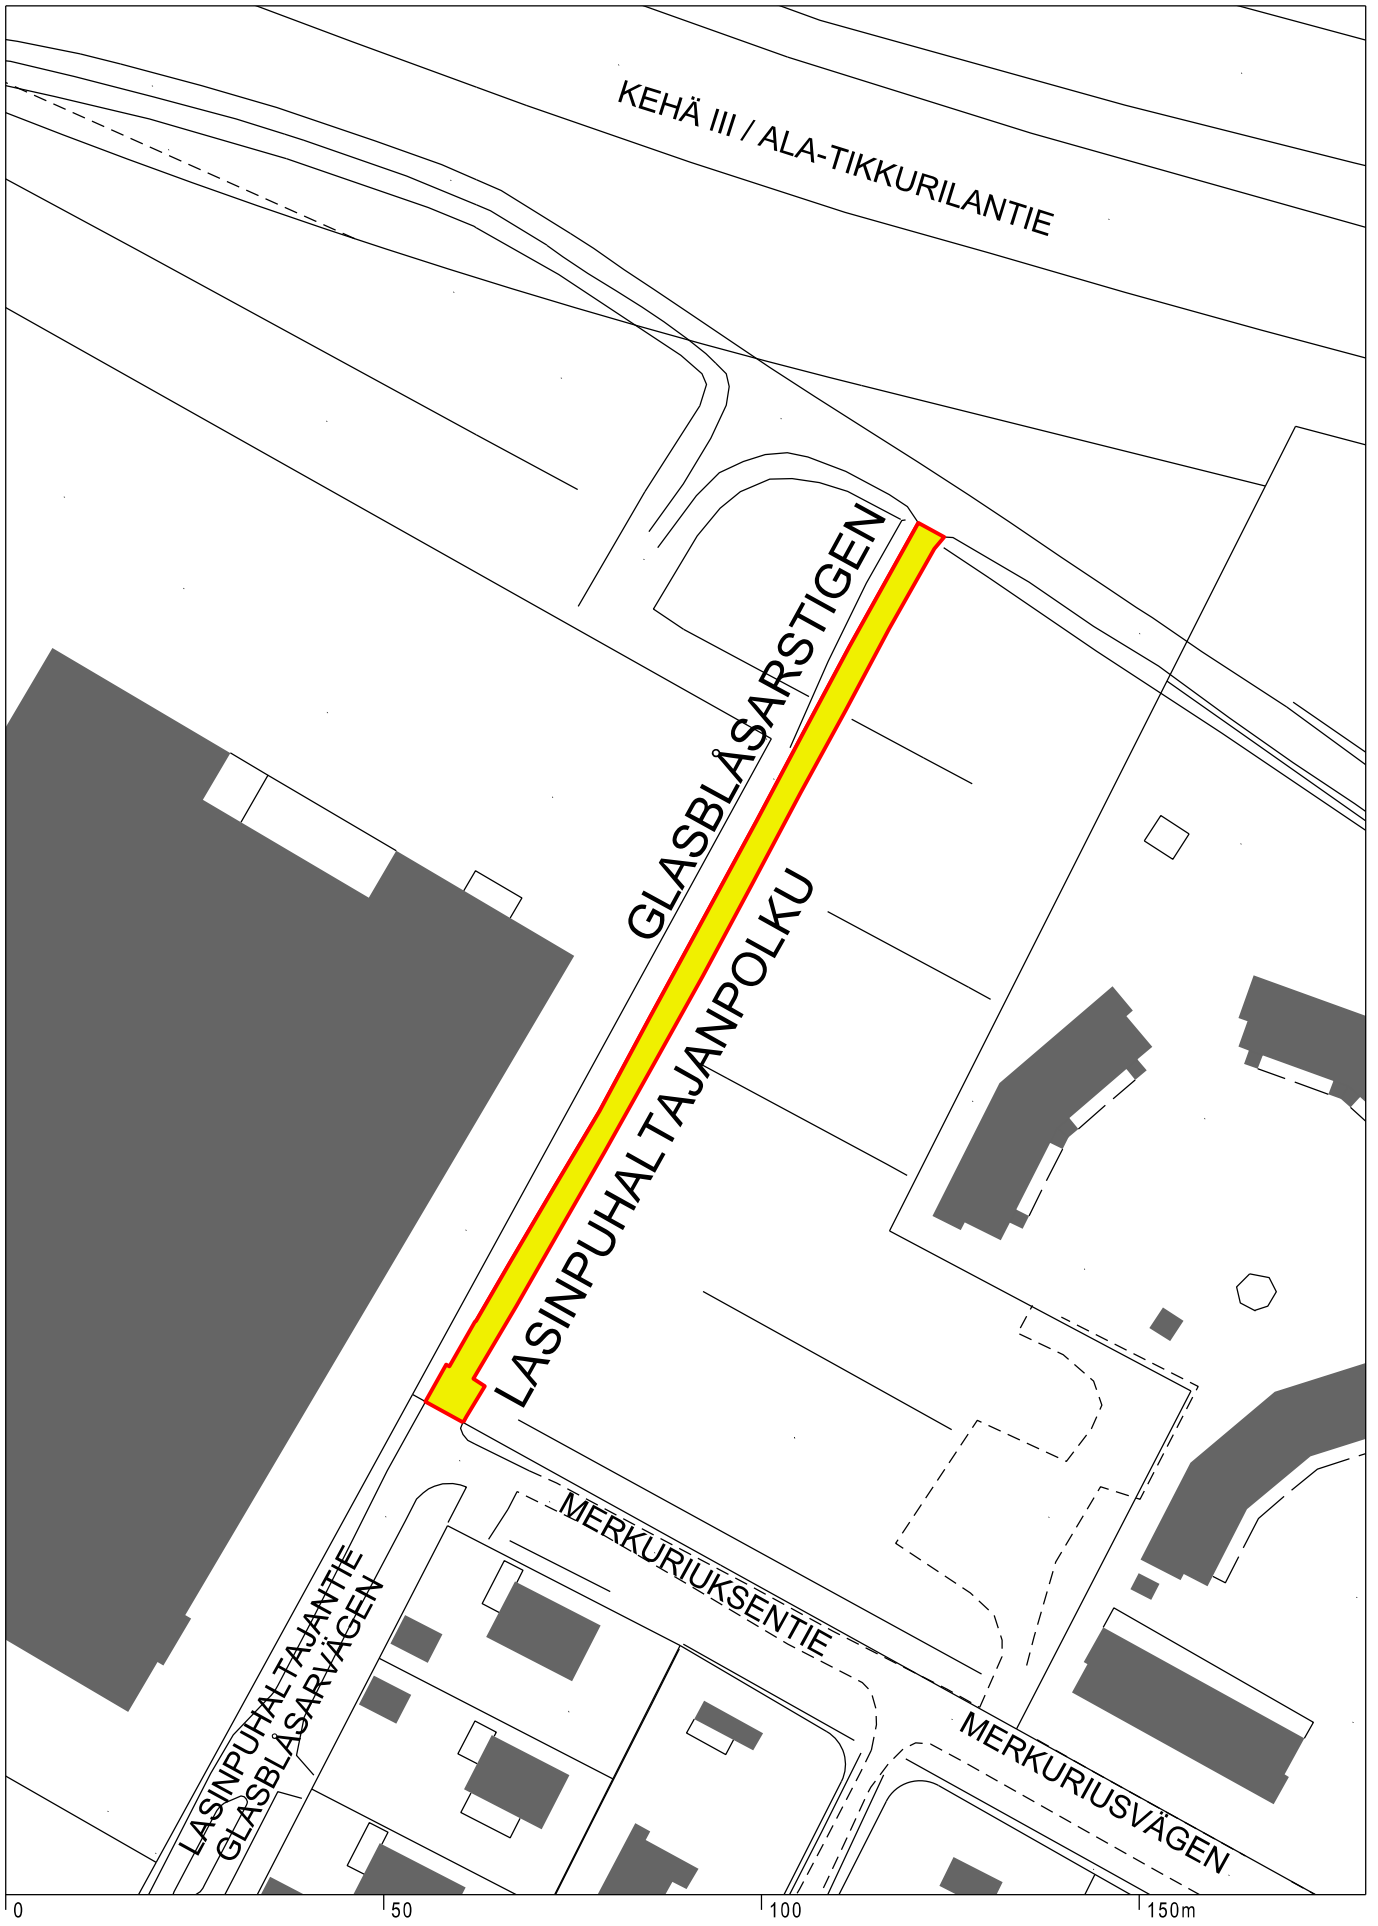 KEHÄ III / ALA-TIKKURILANTIE
GLASBLÅSARSTIGEN
LASINPUHALTAJANPOLKU
MERKURIUKSENTIE
LASINPUHALTAJANTIE
GLASBLÅSARVÄGEN
MERKURIUSVÄGEN
0 50 100 150m